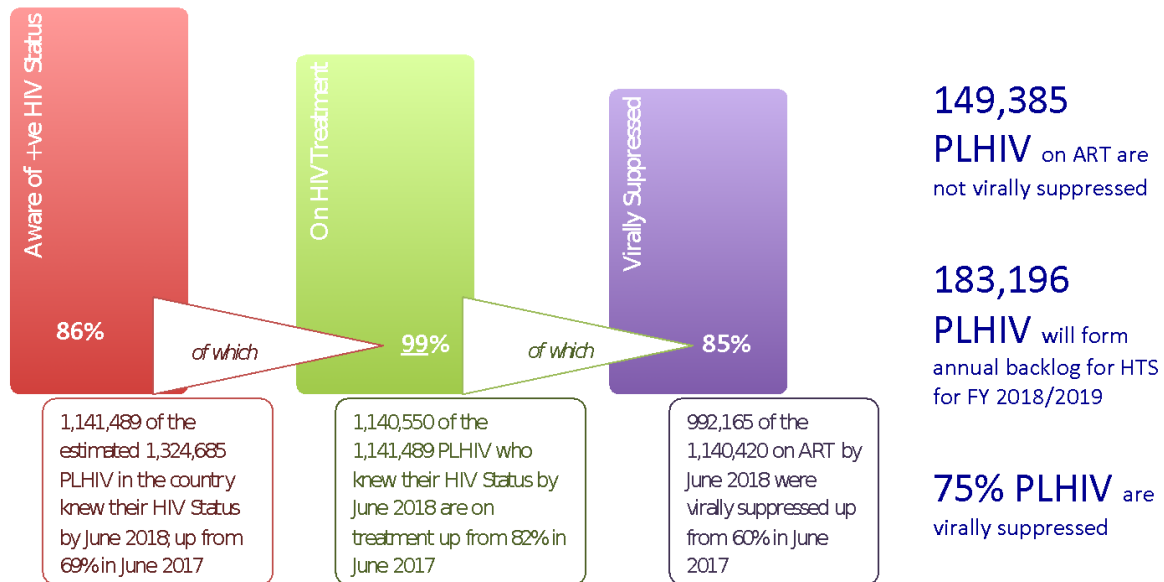 Aware of +ve HIV Status
86%
of which
On HIV Treatment
99%
of which
Virally Suppressed
85%
1,141,489 of the
estimated 1,324,685
PLHIV in the country
knew their HIV Status
by June 2018; up from
69% in June 2017
1,140,550 of the
1,141,489 PLHIV who
knew their HIV Status by
June 2018 are on
treatment up from 82% in
June 2017
992,165 of the
1,140,420 on ART by
June 2018 were
virally suppressed up
from 60% in June
2017
149,385
PLHIV on ART are
not virally suppressed
183,196
PLHIV will form
annual backlog for HTS
for FY 2018/2019
75% PLHIV are
virally suppressed